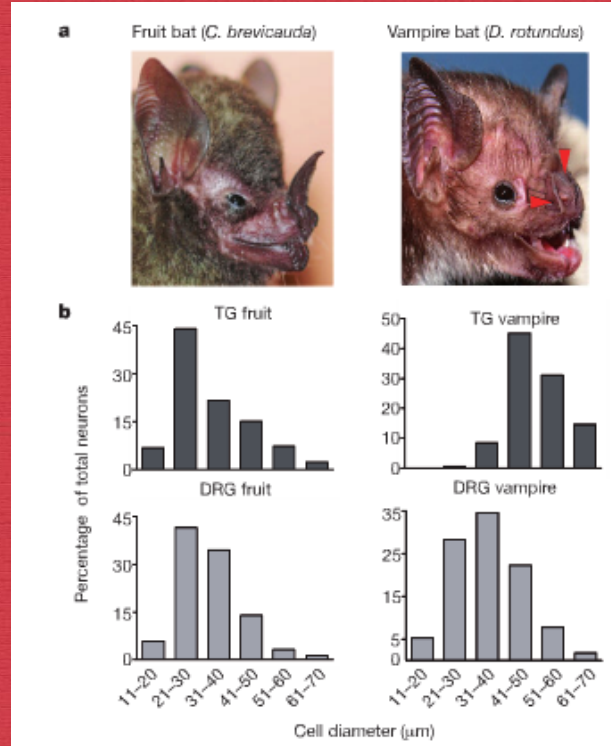 a Fruit bat (C. brevicauda) Vampire bat (D. rotundus)
b
TG fruit
45
30
15
0
TG vampire
50
40
30
20
10
0
Percentage of total neurons
DRG fruit
45
30
15
0
DRG vampire
35
25
35
5
0
11–20 21–30 31–40 41–50 51–60 61–70
11–20 21–30 31–40 41–50 51–60 61–70
Cell diameter (μm)